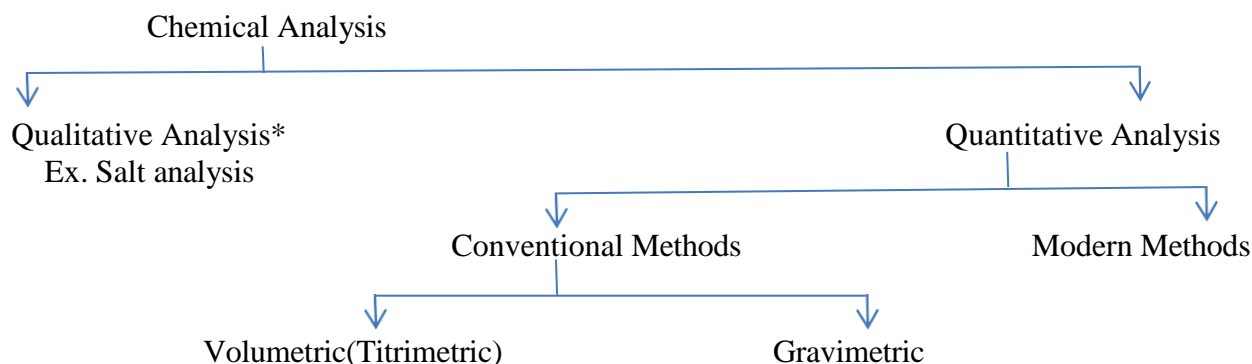 Chemical Analysis
Qualitative Analysis*
Ex. Salt analysis
Quantitative Analysis
Conventional Methods
Modern Methods
Volumetric(Titrimetric)
Gravimetric